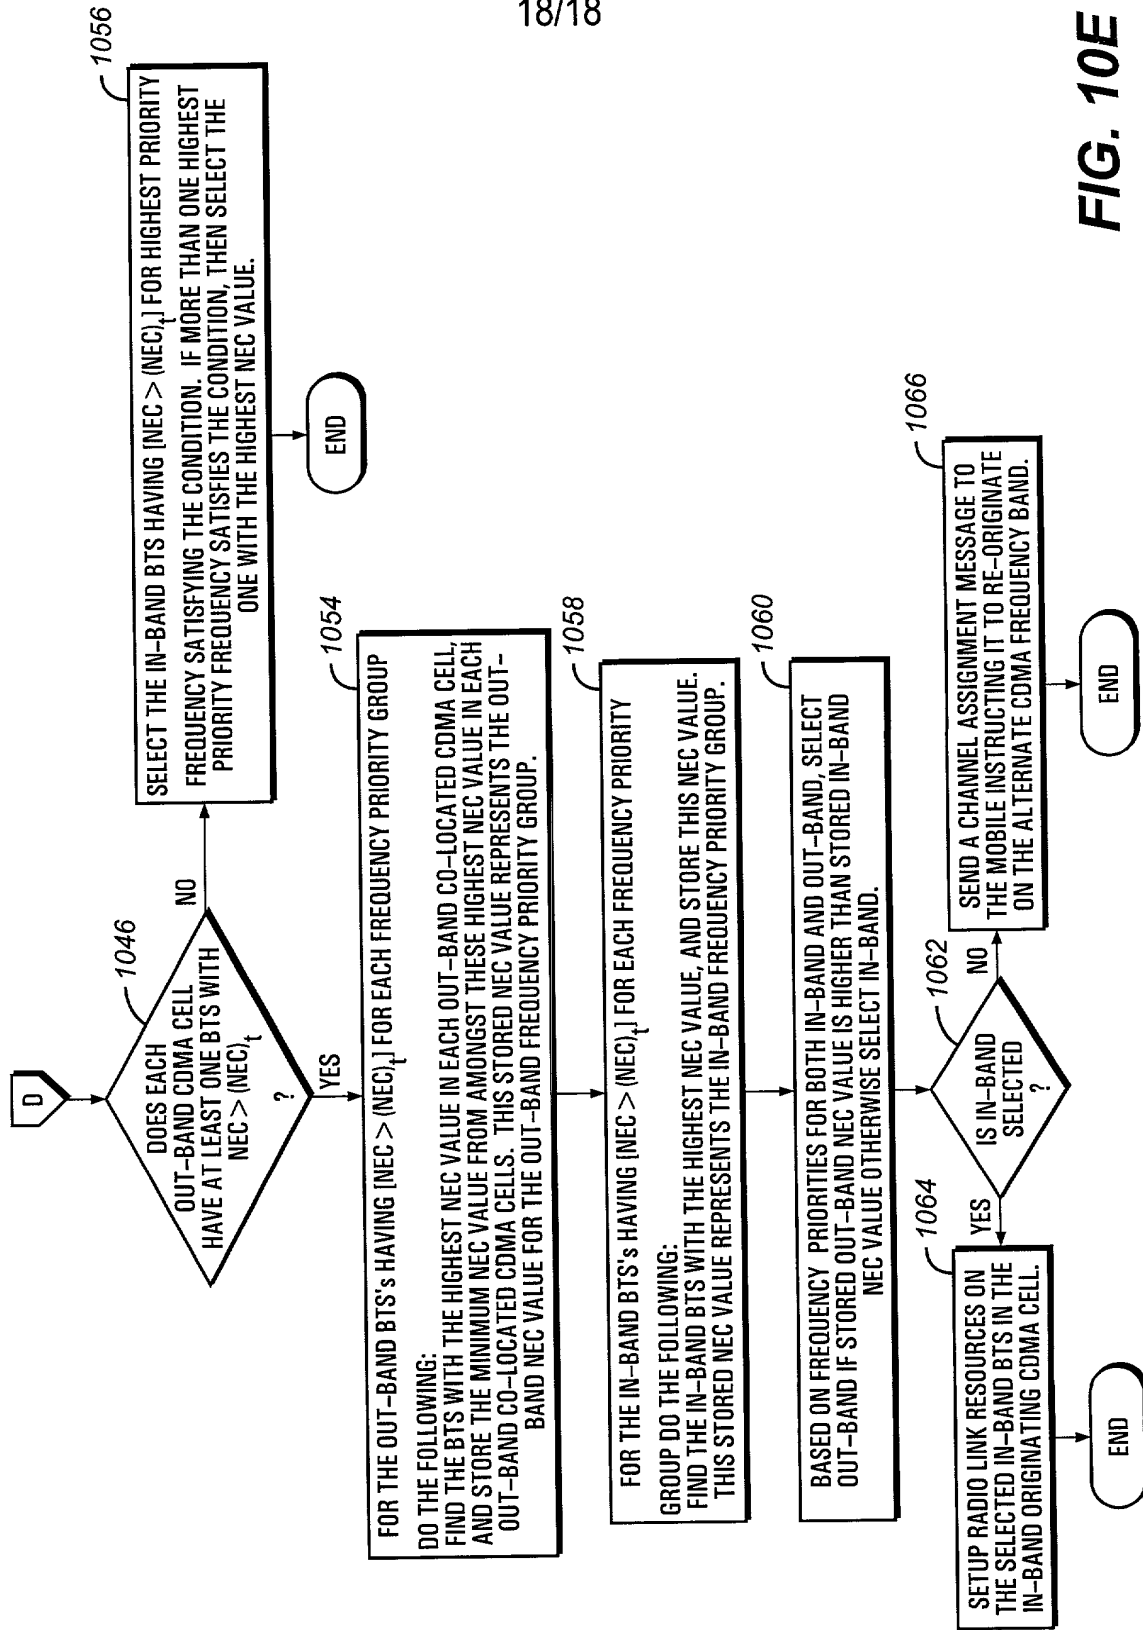 18/18
D
1046
DOES EACH
OUT–BAND CDMA CELL
HAVE AT LEAST ONE BTS WITH
NEC > (NEC)t
?
NO
YES
1056
SELECT THE IN–BAND BTS HAVING [NEC > (NEC)t] FOR HIGHEST PRIORITY
FREQUENCY SATISFYING THE CONDITION. IF MORE THAN ONE HIGHEST
PRIORITY FREQUENCY SATISFIES THE CONDITION, THEN SELECT THE
ONE WITH THE HIGHEST NEC VALUE.
END
1054
FOR THE OUT–BAND BTS's HAVING [NEC > (NEC)t] FOR EACH FREQUENCY PRIORITY GROUP
DO THE FOLLOWING:
FIND THE BTS WITH THE HIGHEST NEC VALUE IN EACH OUT–BAND CO–LOCATED CDMA CELL,
AND STORE THE MINIMUM NEC VALUE FROM AMONGST THESE HIGHEST NEC VALUE IN EACH
OUT–BAND CO–LOCATED CDMA CELLS. THIS STORED NEC VALUE REPRESENTS THE OUT–
BAND NEC VALUE FOR THE OUT–BAND FREQUENCY PRIORITY GROUP.
1058
FOR THE IN–BAND BTS's HAVING [NEC > (NEC)t] FOR EACH FREQUENCY PRIORITY
GROUP DO THE FOLLOWING:
FIND THE IN–BAND BTS WITH THE HIGHEST NEC VALUE, AND STORE THIS NEC VALUE.
THIS STORED NEC VALUE REPRESENTS THE IN–BAND FREQUENCY PRIORITY GROUP.
1060
BASED ON FREQUENCY PRIORITIES FOR BOTH IN–BAND AND OUT–BAND, SELECT
OUT–BAND IF STORED OUT–BAND NEC VALUE IS HIGHER THAN STORED IN–BAND
NEC VALUE OTHERWISE SELECT IN–BAND.
1062
IS IN–BAND
SELECTED
?
YES
NO
1064
SETUP RADIO LINK RESOURCES ON
THE SELECTED IN–BAND BTS IN THE
IN–BAND ORIGINATING CDMA CELL.
END
1066
SEND A CHANNEL ASSIGNMENT MESSAGE TO
THE MOBILE INSTRUCTING IT TO RE–ORIGINATE
ON THE ALTERNATE CDMA FREQUENCY BAND.
END
FIG. 10E